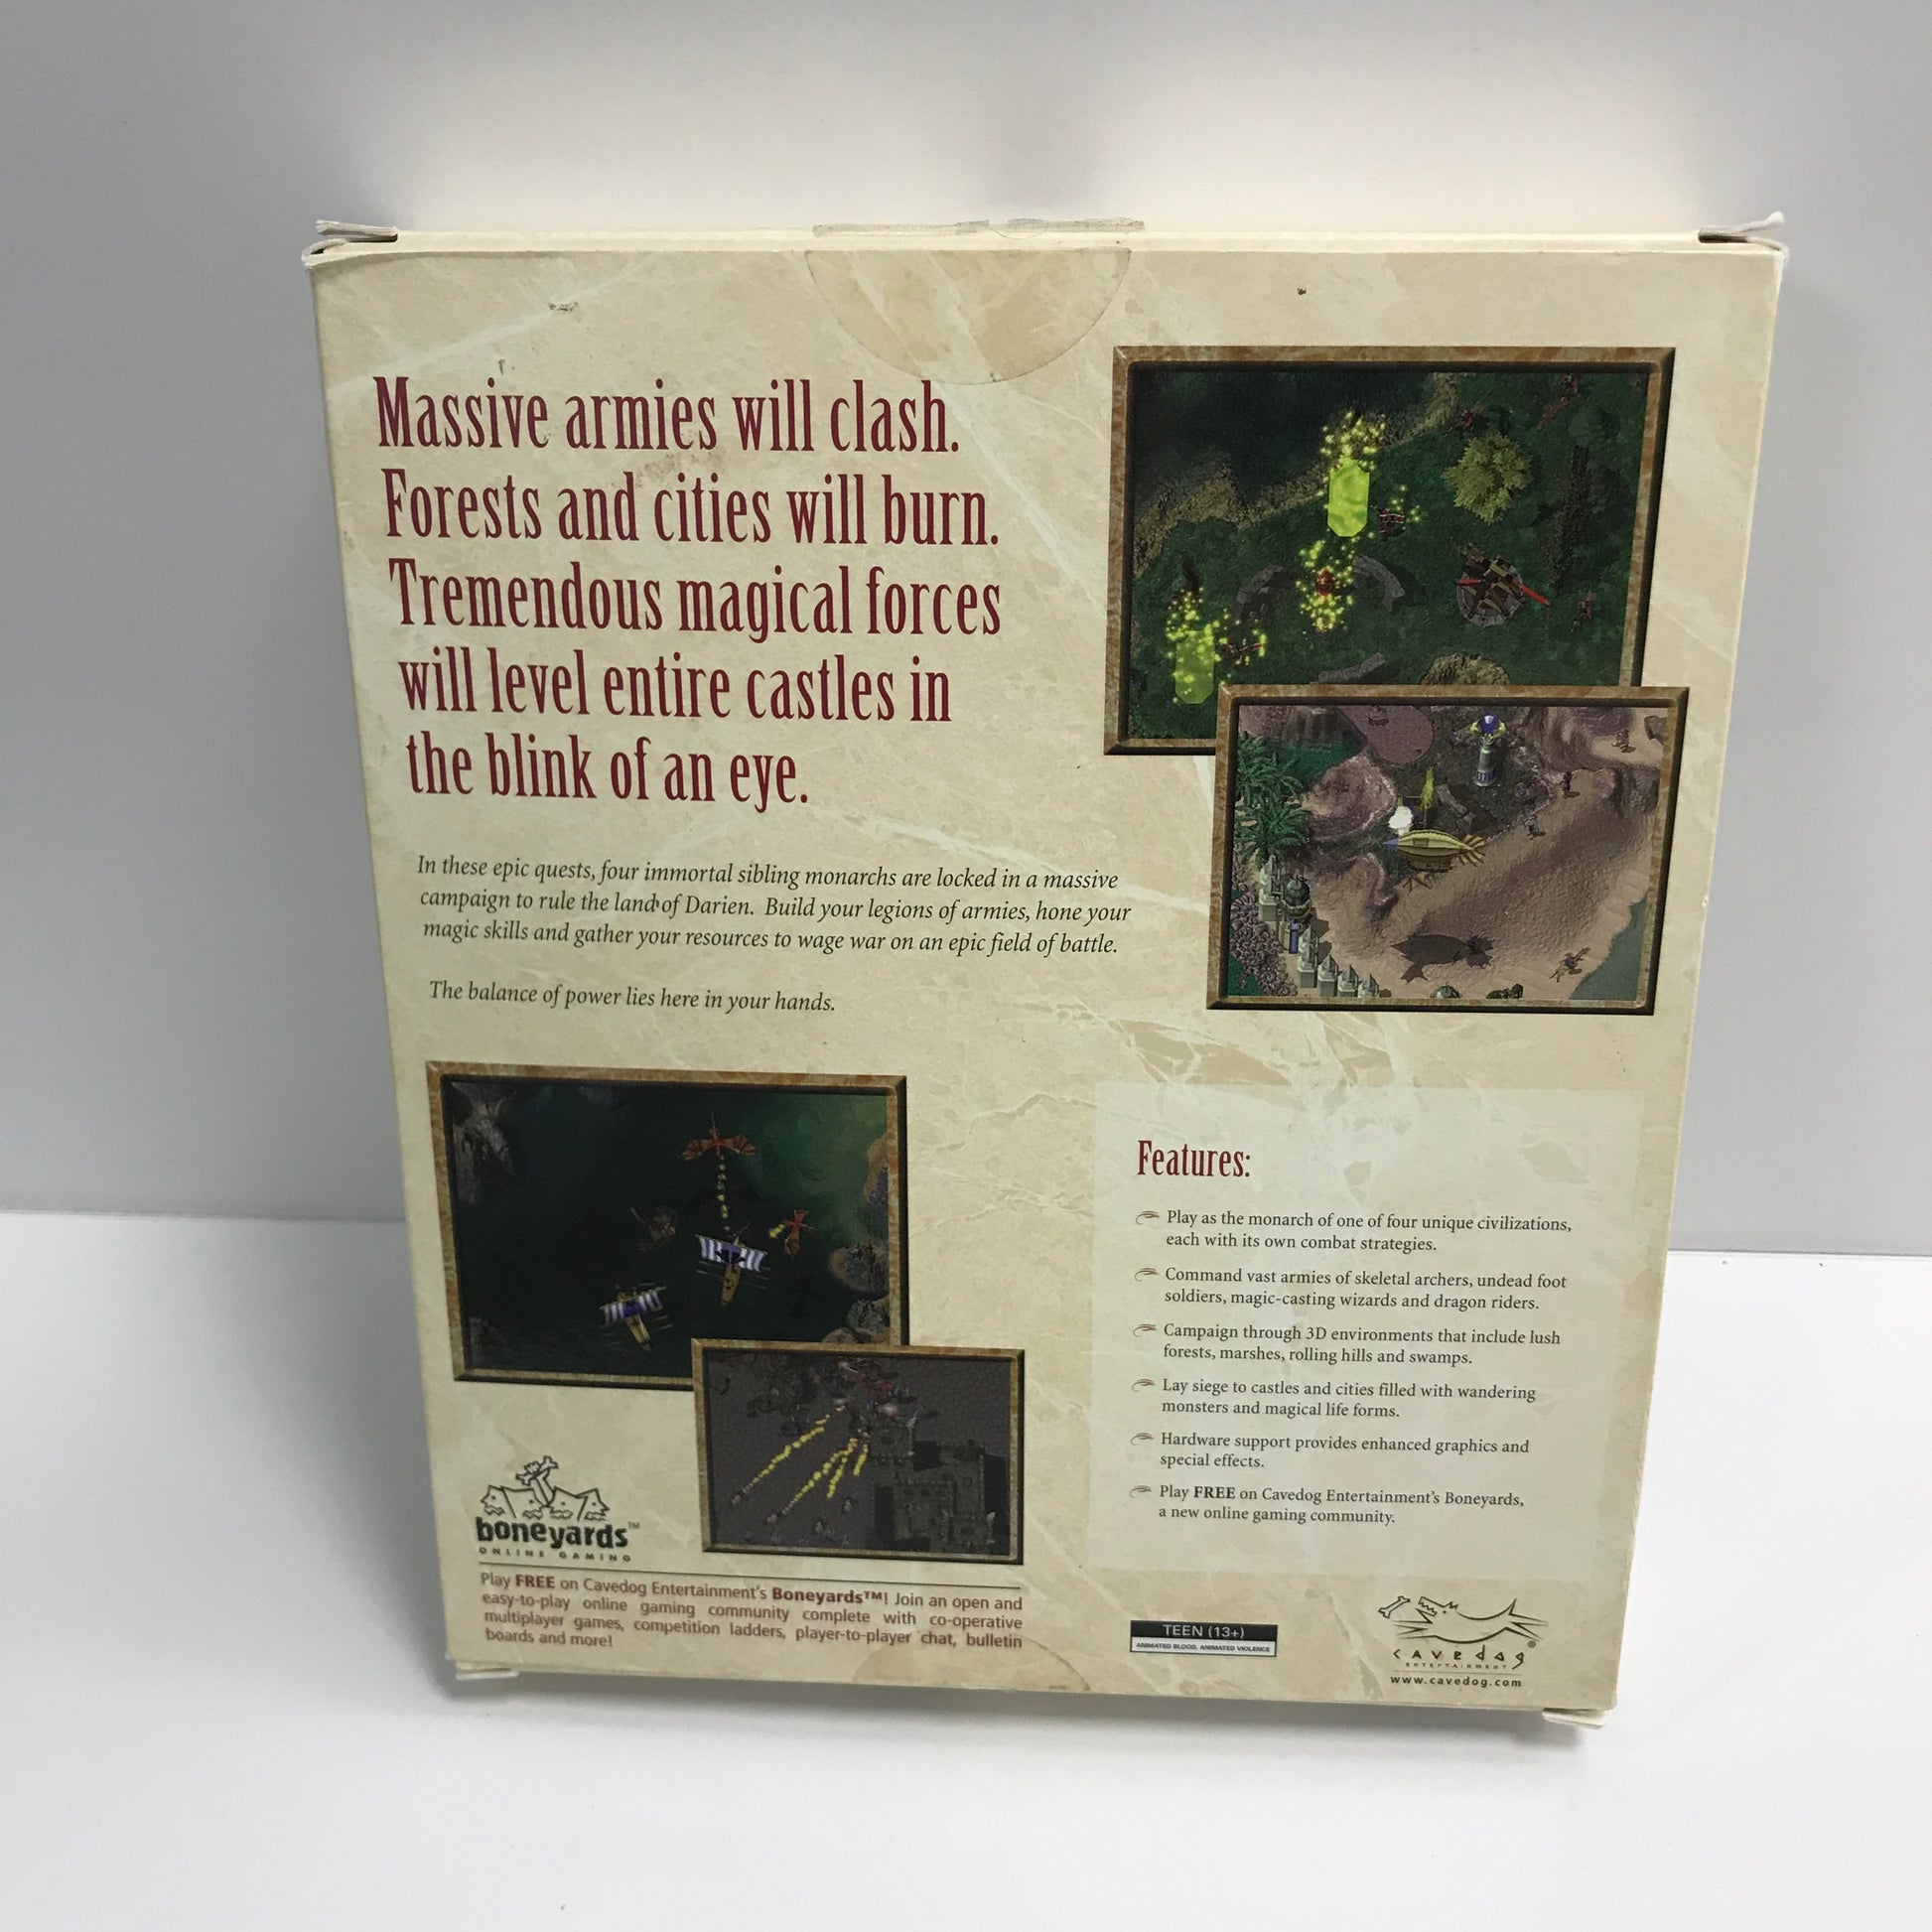 Massive armies will clash.
Forests and cities will burn.
Tremendous magical forces
will level entire castles in
the blink of an eye.
In these epic quests, four immortal sibling monarchs are locked in a massive
campaign to rule the land of Darien. Build your legions of armies, hone your
magic skills and gather your resources to wage war on an epic field of battle.
The balance of power lies here in your hands.
Features:
Play as the monarch of one of four unique civilizations,
each with its own combat strategies.
Command vast armies of skeletal archers, undead foot
soldiers, magic-casting wizards and dragon riders.
Campaign through 3D environments that include lush
forests, marshes, rolling hills and swamps.
Lay siege to castles and cities filled with wandering
monsters and magical life forms.
Hardware support provides enhanced graphics and
special effects.
Play FREE on Cavedog Entertainment's Boneyards,
a new online gaming community.
boneyards™
ONLINE GAMING
Play FREE on Cavedog Entertainment's Boneyards™! Join an open and
easy-to-play online gaming community complete with co-operative
multiplayer games, competition ladders, player-to-player chat, bulletin
boards and more!
TEEN (13+)
ANIMATED BLOOD, ANIMATED VIOLENCE
CAVEDOG®
ENTERTAINMENT
www.cavedog.com